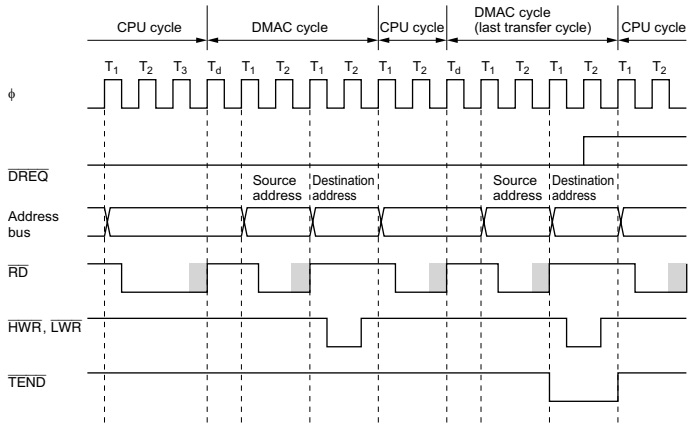 CPU cycle DMAC cycle CPU cycle DMAC cycle (last transfer cycle) CPU cycle
T1 T2 T3 Td T1 T2 T1 T2 T1 T2 Td T1 T2 T1 T2 T1 T2
φ
DREQ
Source address Destination address Source address Destination address
Address bus
RD
HWR, LWR
TEND